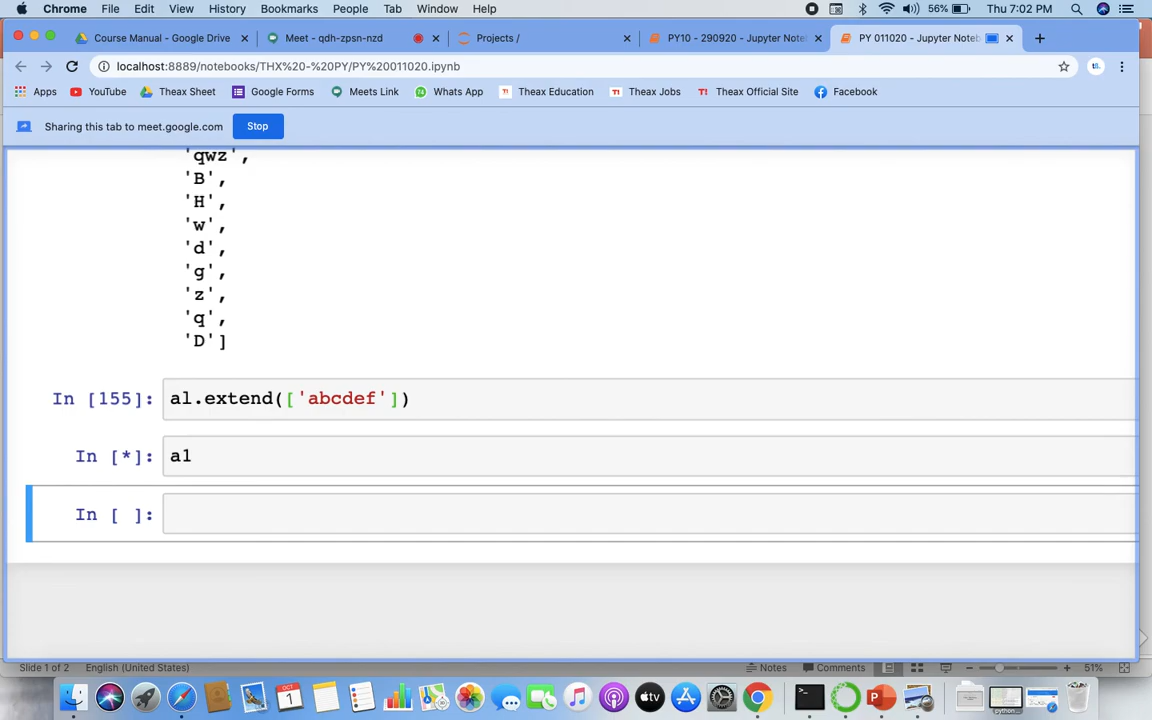 Chrome File Edit View History Bookmarks People Tab Window Help 56% Thu 7:02 PM
Course Manual - Google Drive Meet - qdh-zpsn-nzd Projects / PY10 - 290920 - Jupyter Note PY 011020 - Jupyter Noteb
localhost:8889/notebooks/THX%20-%20PY/PY%20011020.ipynb
Apps YouTube Theax Sheet Google Forms Meets Link Whats App Theax Education Theax Jobs Theax Official Site Facebook
Sharing this tab to meet.google.com Stop
'qwz',
'B',
'H',
'w',
'd',
'g',
'z',
'q',
'D']
In [155]: al.extend(['abcdef'])
In [*]: al
In [ ]:
Slide 1 of 2 English (United States) Notes Comments 51%